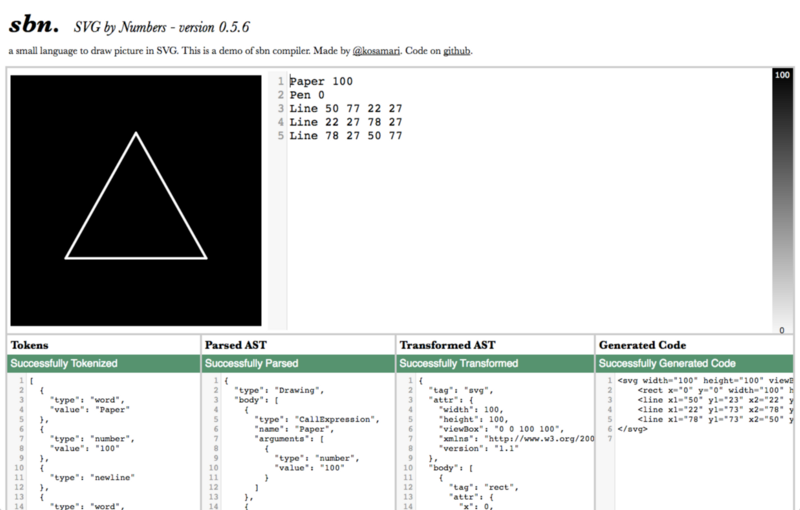 sbn. SVG by Numbers - version 0.5.6
a small language to draw picture in SVG. This is a demo of sbn compiler. Made by @kosamari. Code on github.
1 Paper 100
2 Pen 0
3 Line 50 77 22 27
4 Line 22 27 78 27
5 Line 78 27 50 77
100
0
Tokens
Successfully Tokenized
1 [
2 {
3 "type": "word",
4 "value": "Paper"
5 },
6 {
7 "type": "number",
8 "value": "100"
9 },
10 {
11 "type": "newline"
12 },
13 {
14 "type": "word",
Parsed AST
Successfully Parsed
1 {
2 "type": "Drawing",
3 "body": [
4 {
5 "type": "CallExpression",
6 "name": "Paper",
7 "arguments": [
8 {
9 "type": "number",
10 "value": "100"
11 }
12 ]
13 },
14 {
Transformed AST
Successfully Transformed
1 {
2 "tag": "svg",
3 "attr": {
4 "width": 100,
5 "height": 100,
6 "viewBox": "0 0 100 100",
7 "xmlns": "http://www.w3.org/200
8 "version": "1.1"
9 },
10 "body": [
11 {
12 "tag": "rect",
13 "attr": {
14 "x": 0,
Generated Code
Successfully Generated Code
1 <svg width="100" height="100" viewB
2 <rect x="0" y="0" width="100" h
3 <line x1="50" y1="23" x2="22" y
4 <line x1="22" y1="73" x2="78" y
5 <line x1="78" y1="73" x2="50" y
6 </svg>
7